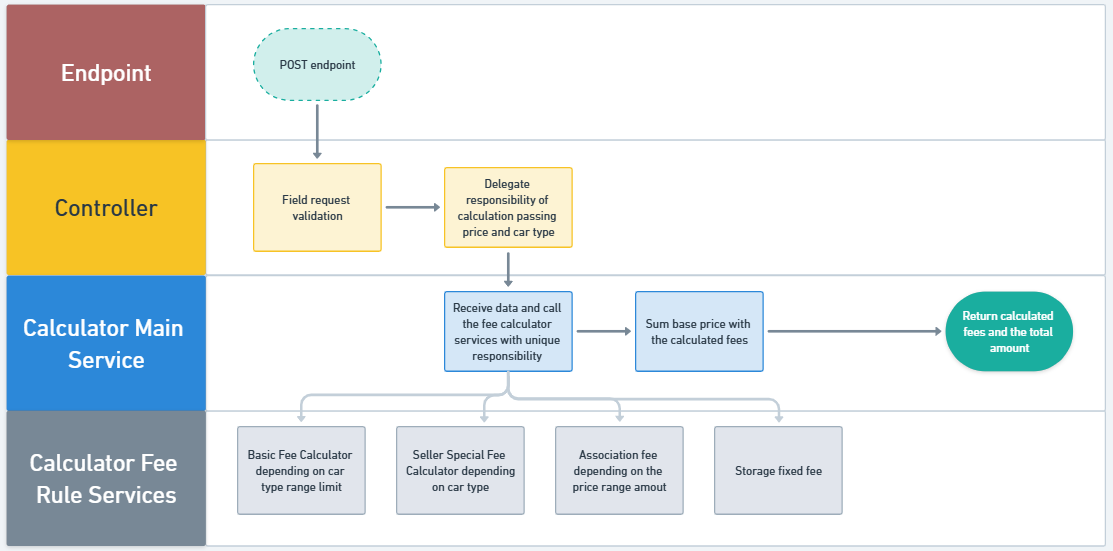 Endpoint
POST endpoint
Controller
Field request
validation
Delegate
responsibility of
calculation passing
price and car type
Calculator Main
Service
Receive data and call
the fee calculator
services with unique
responsibility
Sum base price with
the calculated fees
Return calculated
fees and the total
amount
Calculator Fee
Rule Services
Basic Fee Calculator
depending on car
type range limit
Seller Special Fee
Calculator depending
on car type
Association fee
depending on the
price range amout
Storage fixed fee